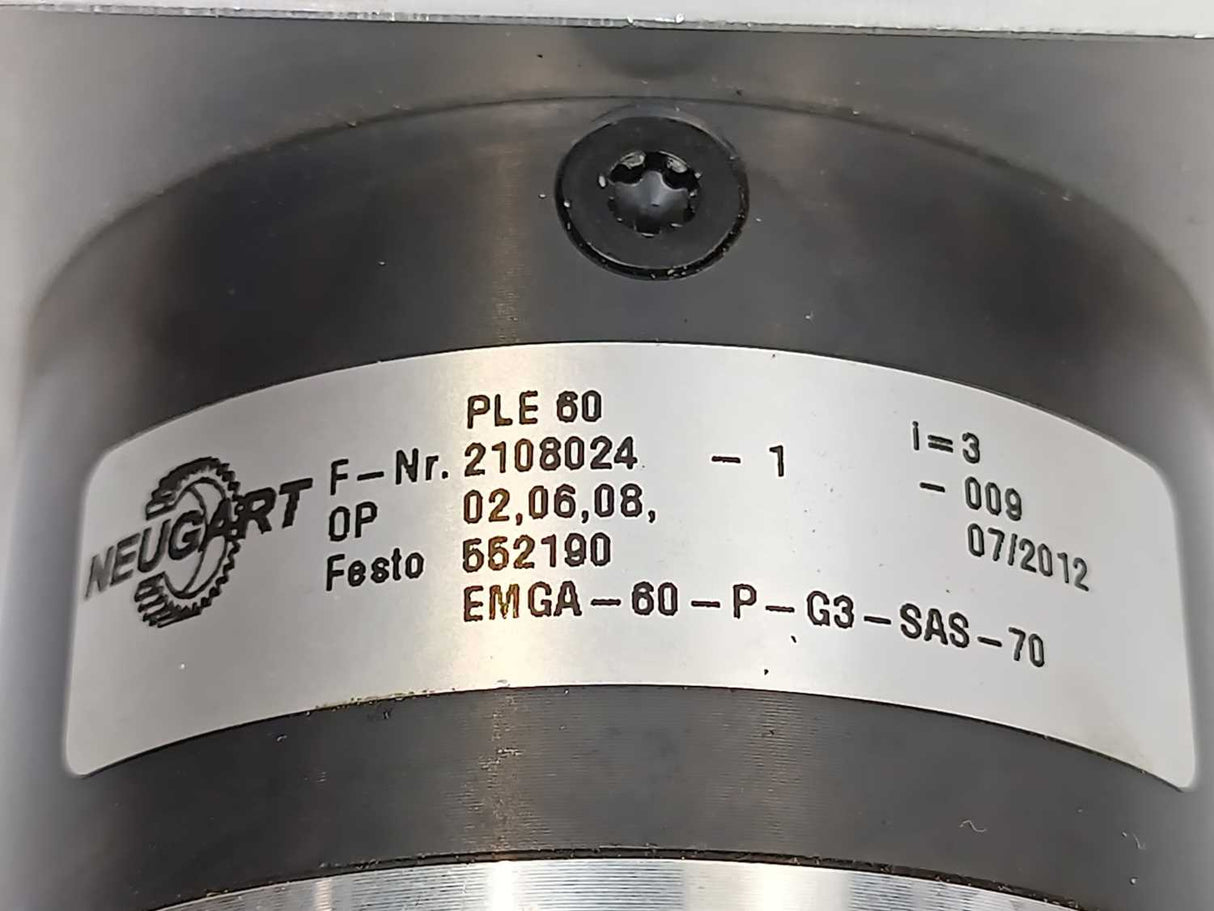 NEUGART
PLE 60 i=3
F-Nr. 2108024 - 1 - 009
OP 02,06,08, 07/2012
Festo 552190
EMGA-60-P-G3-SAS-70